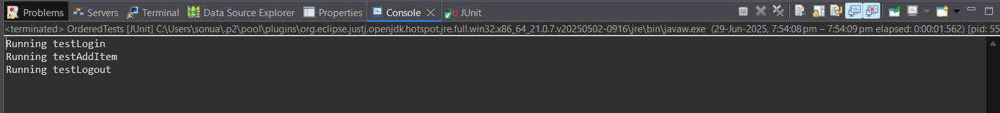 Problems Servers Terminal Data Source Explorer Properties Console JUnit
<terminated> OrderedTests [JUnit] C:\Users\sonua\.p2\pool\plugins\org.eclipse.justj.openjdk.hotspot.jre.full.win32.x86_64_21.0.7.v20250502-0916\jre\bin\javaw.exe (29-Jun-2025, 7:54:08 pm – 7:54:09 pm elapsed: 0:00:01.562) [pid: 55
Running testLogin
Running testAddItem
Running testLogout